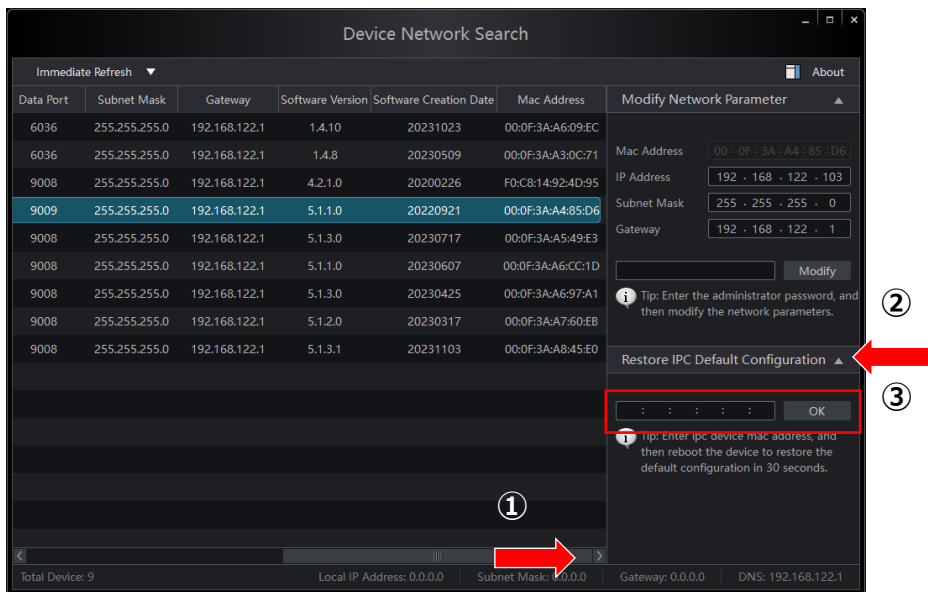 Device Network Search
Immediate Refresh ▼ About
Data Port Subnet Mask Gateway Software Version Software Creation Date Mac Address
6036 255.255.255.0 192.168.122.1 1.4.10 20231023 00:0F:3A:A6:09:EC
6036 255.255.255.0 192.168.122.1 1.4.8 20230509 00:0F:3A:A3:0C:71
9008 255.255.255.0 192.168.122.1 4.2.1.0 20200226 F0:C8:14:92:4D:95
9009 255.255.255.0 192.168.122.1 5.1.1.0 20220921 00:0F:3A:A4:85:D6
9008 255.255.255.0 192.168.122.1 5.1.3.0 20230717 00:0F:3A:A5:49:E3
9008 255.255.255.0 192.168.122.1 5.1.1.0 20230607 00:0F:3A:A6:CC:1D
9008 255.255.255.0 192.168.122.1 5.1.3.0 20230425 00:0F:3A:A6:97:A1
9008 255.255.255.0 192.168.122.1 5.1.2.0 20230317 00:0F:3A:A7:60:EB
9008 255.255.255.0 192.168.122.1 5.1.3.1 20231103 00:0F:3A:A8:45:E0
Modify Network Parameter ▲
Mac Address 00 : 0F : 3A : A4 : 85 : D6
IP Address 192 . 168 . 122 . 103
Subnet Mask 255 . 255 . 255 . 0
Gateway 192 . 168 . 122 . 1
Modify
Tip: Enter the administrator password, and
then modify the network parameters.
②
Restore IPC Default Configuration ▲
③
: : : : : OK
Tip: Enter ipc device mac address, and
then reboot the device to restore the
default configuration in 30 seconds.
①
Total Device: 9 Local IP Address: 0.0.0.0 Subnet Mask: 0.0.0.0 Gateway: 0.0.0.0 DNS: 192.168.122.1